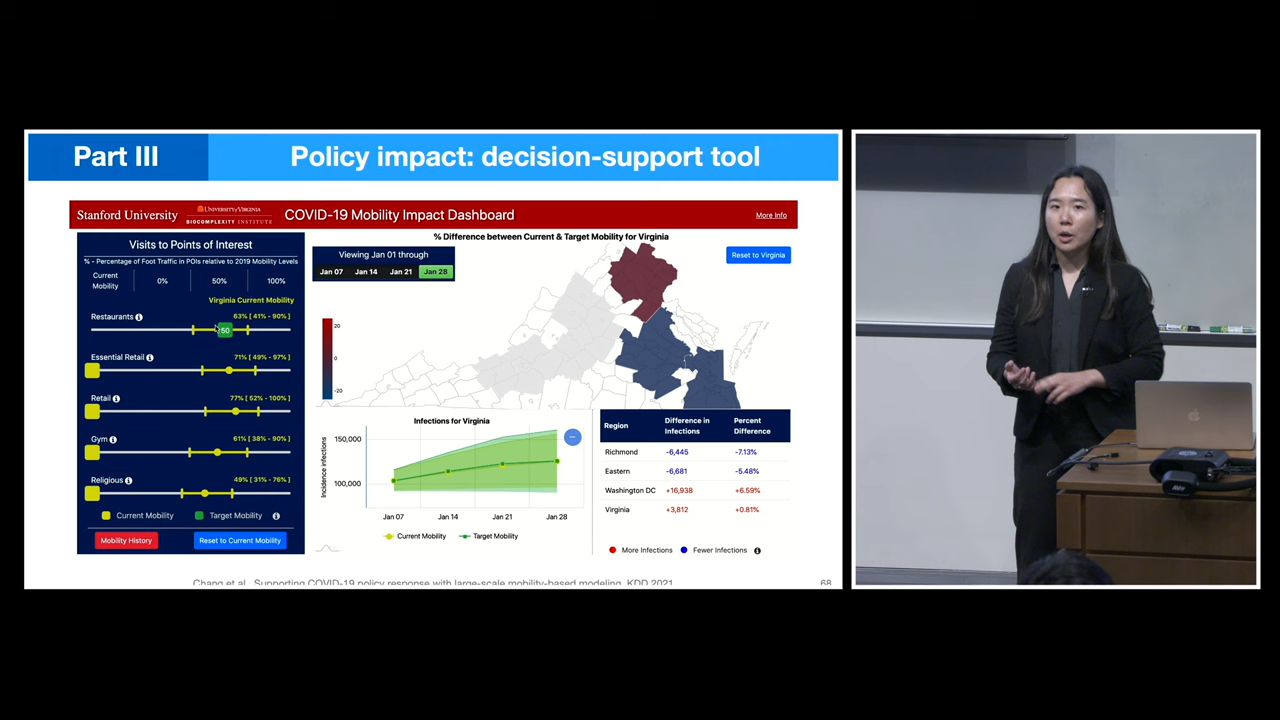 Part III
Policy impact: decision-support tool
Stanford University
UNIVERSITY of VIRGINIA
BIOCOMPLEXITY INSTITUTE
COVID-19 Mobility Impact Dashboard
More Info
Visits to Points of Interest
% - Percentage of Foot Traffic in POIs relative to 2019 Mobility Levels
Current Mobility 0% 50% 100%
Virginia Current Mobility
Restaurants 63% [ 41% - 90% ]
50
Essential Retail 71% [ 49% - 97% ]
Retail 77% [ 52% - 100% ]
Gym 61% [ 38% - 90% ]
Religious 49% [ 31% - 76% ]
Current Mobility Target Mobility
Mobility History Reset to Current Mobility
% Difference between Current & Target Mobility for Virginia
Viewing Jan 01 through
Jan 07 Jan 14 Jan 21 Jan 28
Reset to Virginia
20
0
-20
Infections for Virginia
Incidence infections
150,000
100,000
Jan 07 Jan 14 Jan 21 Jan 28
Current Mobility Target Mobility
Region Difference in Infections Percent Difference
Richmond -6,445 -7.13%
Eastern -6,681 -5.48%
Washington DC +16,938 +6.59%
Virginia +3,812 +0.81%
More Infections Fewer Infections
Chang et al. Supporting COVID-19 policy response with large-scale mobility-based modeling. KDD 2021
68